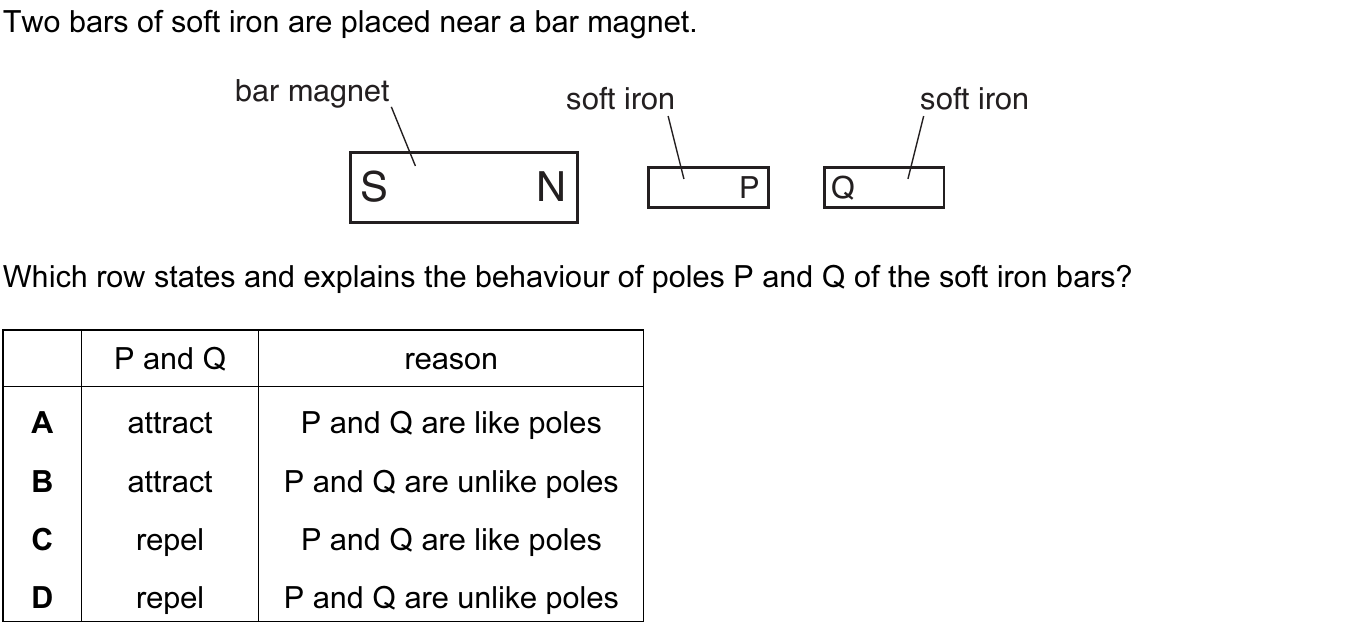 Two bars of soft iron are placed near a bar magnet.
bar magnet
soft iron
soft iron
S N P Q
Which row states and explains the behaviour of poles P and Q of the soft iron bars?
P and Q reason
A attract P and Q are like poles
B attract P and Q are unlike poles
C repel P and Q are like poles
D repel P and Q are unlike poles